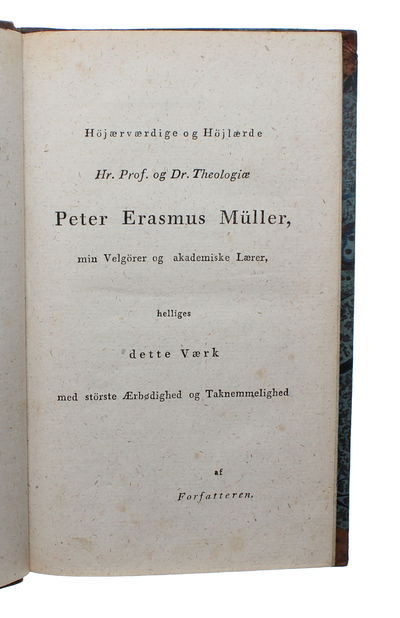 Höjærværdige og Höjlærde
Hr. Prof. og Dr. Theologiæ
Peter Erasmus Müller,
min Velgörer og akademiske Lærer,
helliges
dette Værk
med störste Ærbødighed og Taknemmelighed
af
Forfatteren.